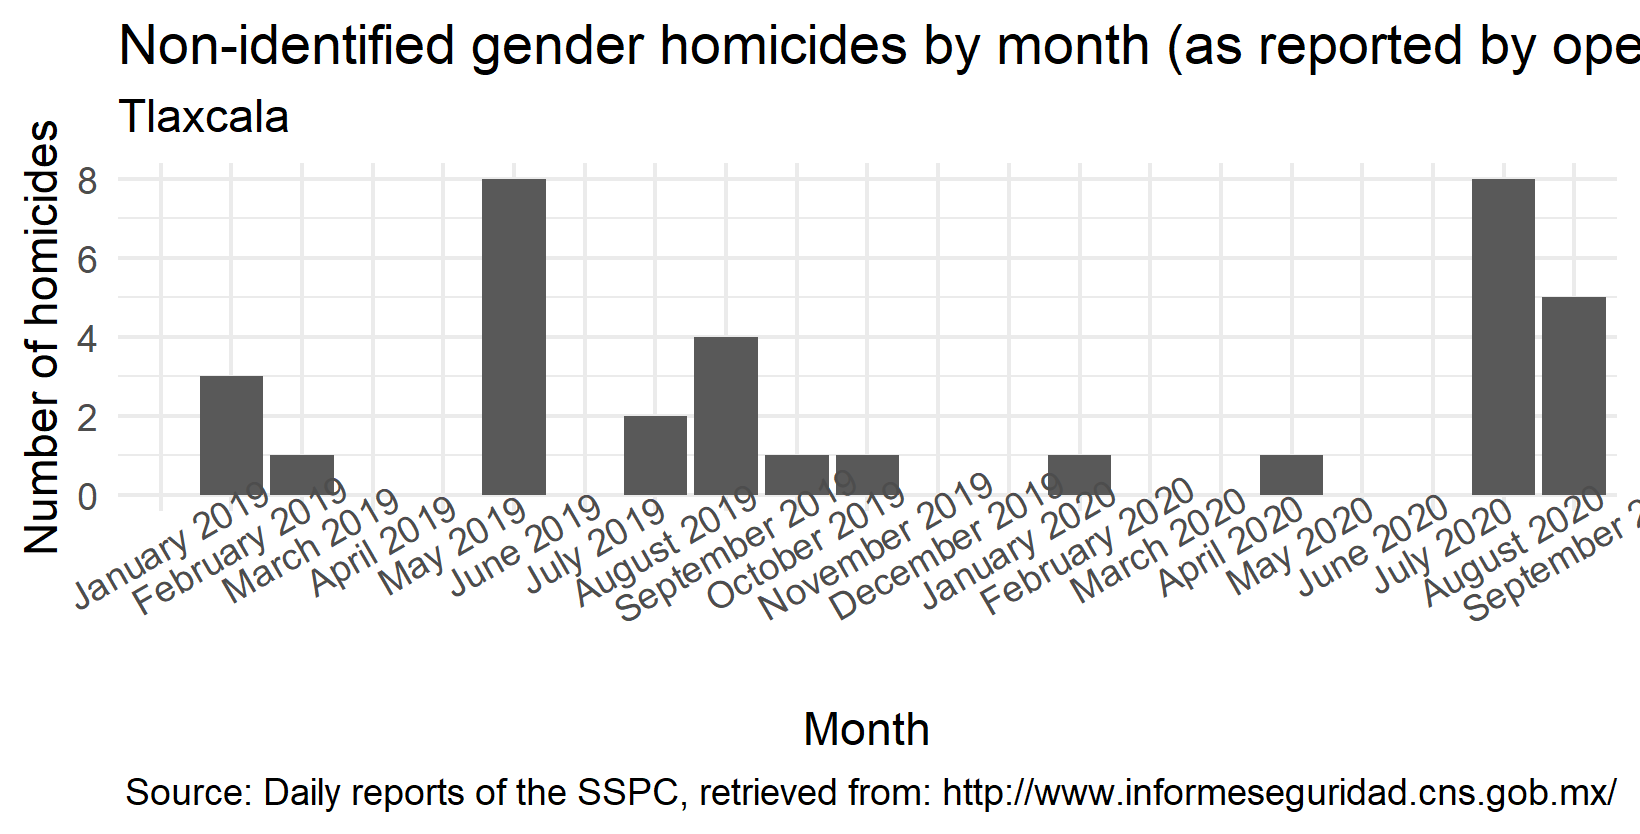 Non-identified gender homicides by month (as reported by ope
Tlaxcala
Number of homicides
8
6
4
2
0
January 2019
February 2019
March 2019
April 2019
May 2019
June 2019
July 2019
August 2019
September 2019
October 2019
November 2019
December 2019
January 2020
February 2020
March 2020
April 2020
May 2020
June 2020
July 2020
August 2020
September 2
Month
Source: Daily reports of the SSPC, retrieved from: http://www.informeseguridad.cns.gob.mx/